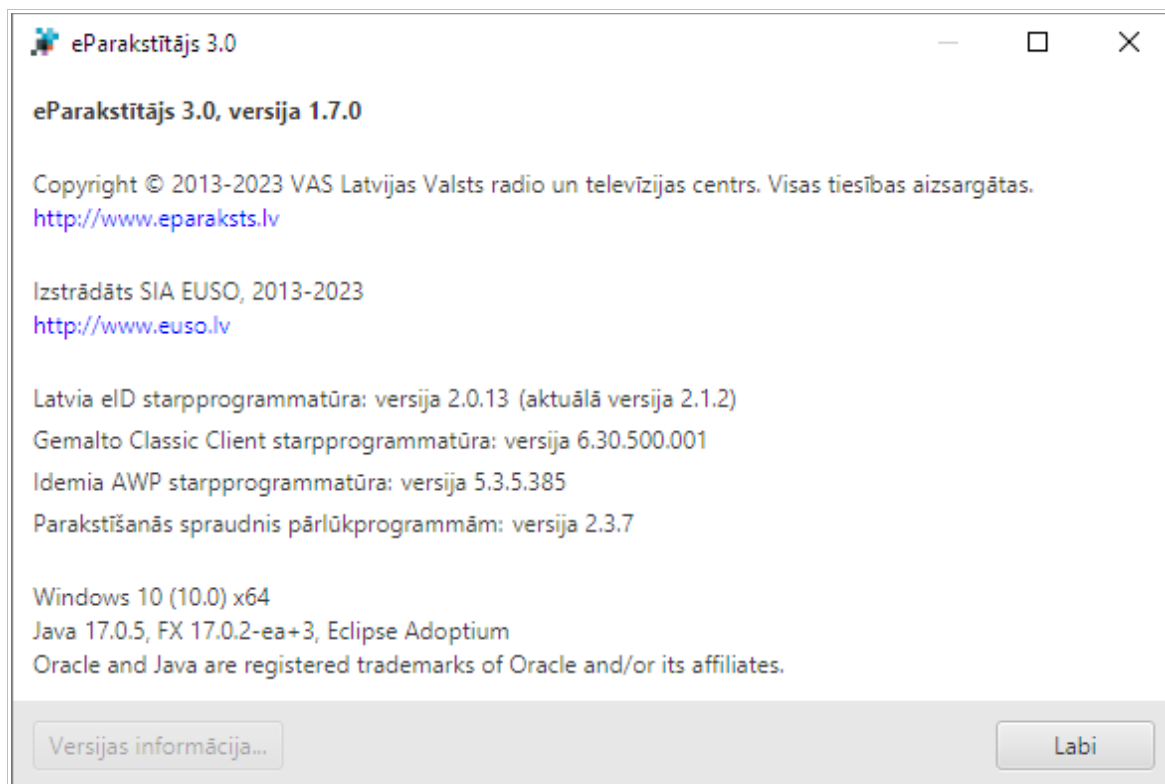 eParakstītājs 3.0
eParakstītājs 3.0, versija 1.7.0
Copyright © 2013-2023 VAS Latvijas Valsts radio un televīzijas centrs. Visas tiesības aizsargātas.
http://www.eparaksts.lv
Izstrādāts SIA EUSO, 2013-2023
http://www.euso.lv
Latvia eID starpprogrammatūra: versija 2.0.13 (aktuālā versija 2.1.2)
Gemalto Classic Client starpprogrammatūra: versija 6.30.500.001
Idemia AWP starpprogrammatūra: versija 5.3.5.385
Parakstīšanās spraudnis pārlūkprogrammām: versija 2.3.7
Windows 10 (10.0) x64
Java 17.0.5, FX 17.0.2-ea+3, Eclipse Adoptium
Oracle and Java are registered trademarks of Oracle and/or its affiliates.
Versijas informācija...
Labi